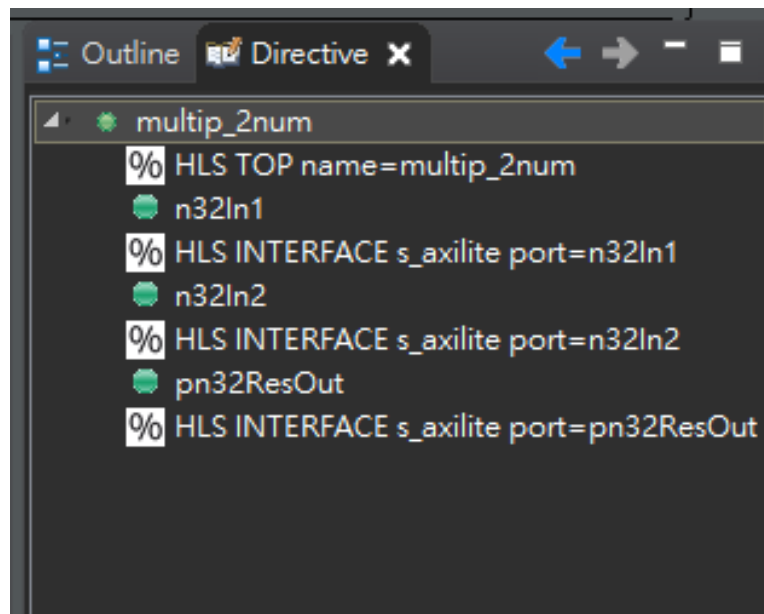 Outline Directive
multip_2num
% HLS TOP name=multip_2num
n32In1
% HLS INTERFACE s_axilite port=n32In1
n32In2
% HLS INTERFACE s_axilite port=n32In2
pn32ResOut
% HLS INTERFACE s_axilite port=pn32ResOut